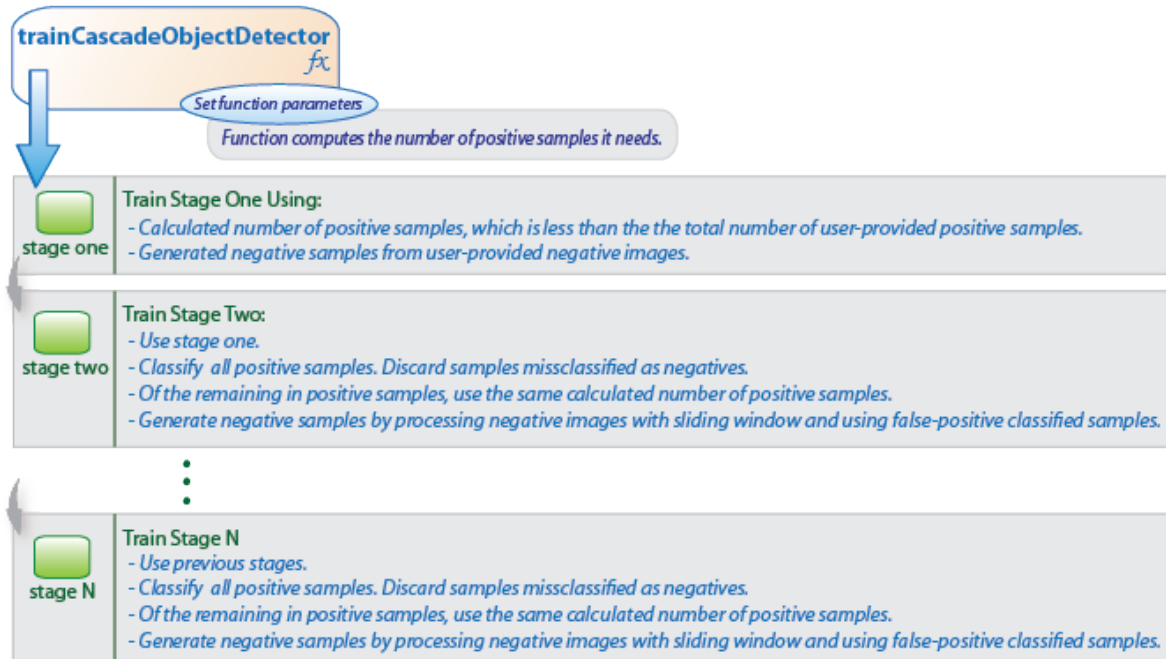 trainCascadeObjectDetector
fx
Set function parameters
Function computes the number of positive samples it needs.
stage one
Train Stage One Using:
- Calculated number of positive samples, which is less than the the total number of user-provided positive samples.
- Generated negative samples from user-provided negative images.
stage two
Train Stage Two:
- Use stage one.
- Classify all positive samples. Discard samples missclassified as negatives.
- Of the remaining in positive samples, use the same calculated number of positive samples.
- Generate negative samples by processing negative images with sliding window and using false-positive classified samples.
stage N
Train Stage N
- Use previous stages.
- Classify all positive samples. Discard samples missclassified as negatives.
- Of the remaining in positive samples, use the same calculated number of positive samples.
- Generate negative samples by processing negative images with sliding window and using false-positive classified samples.